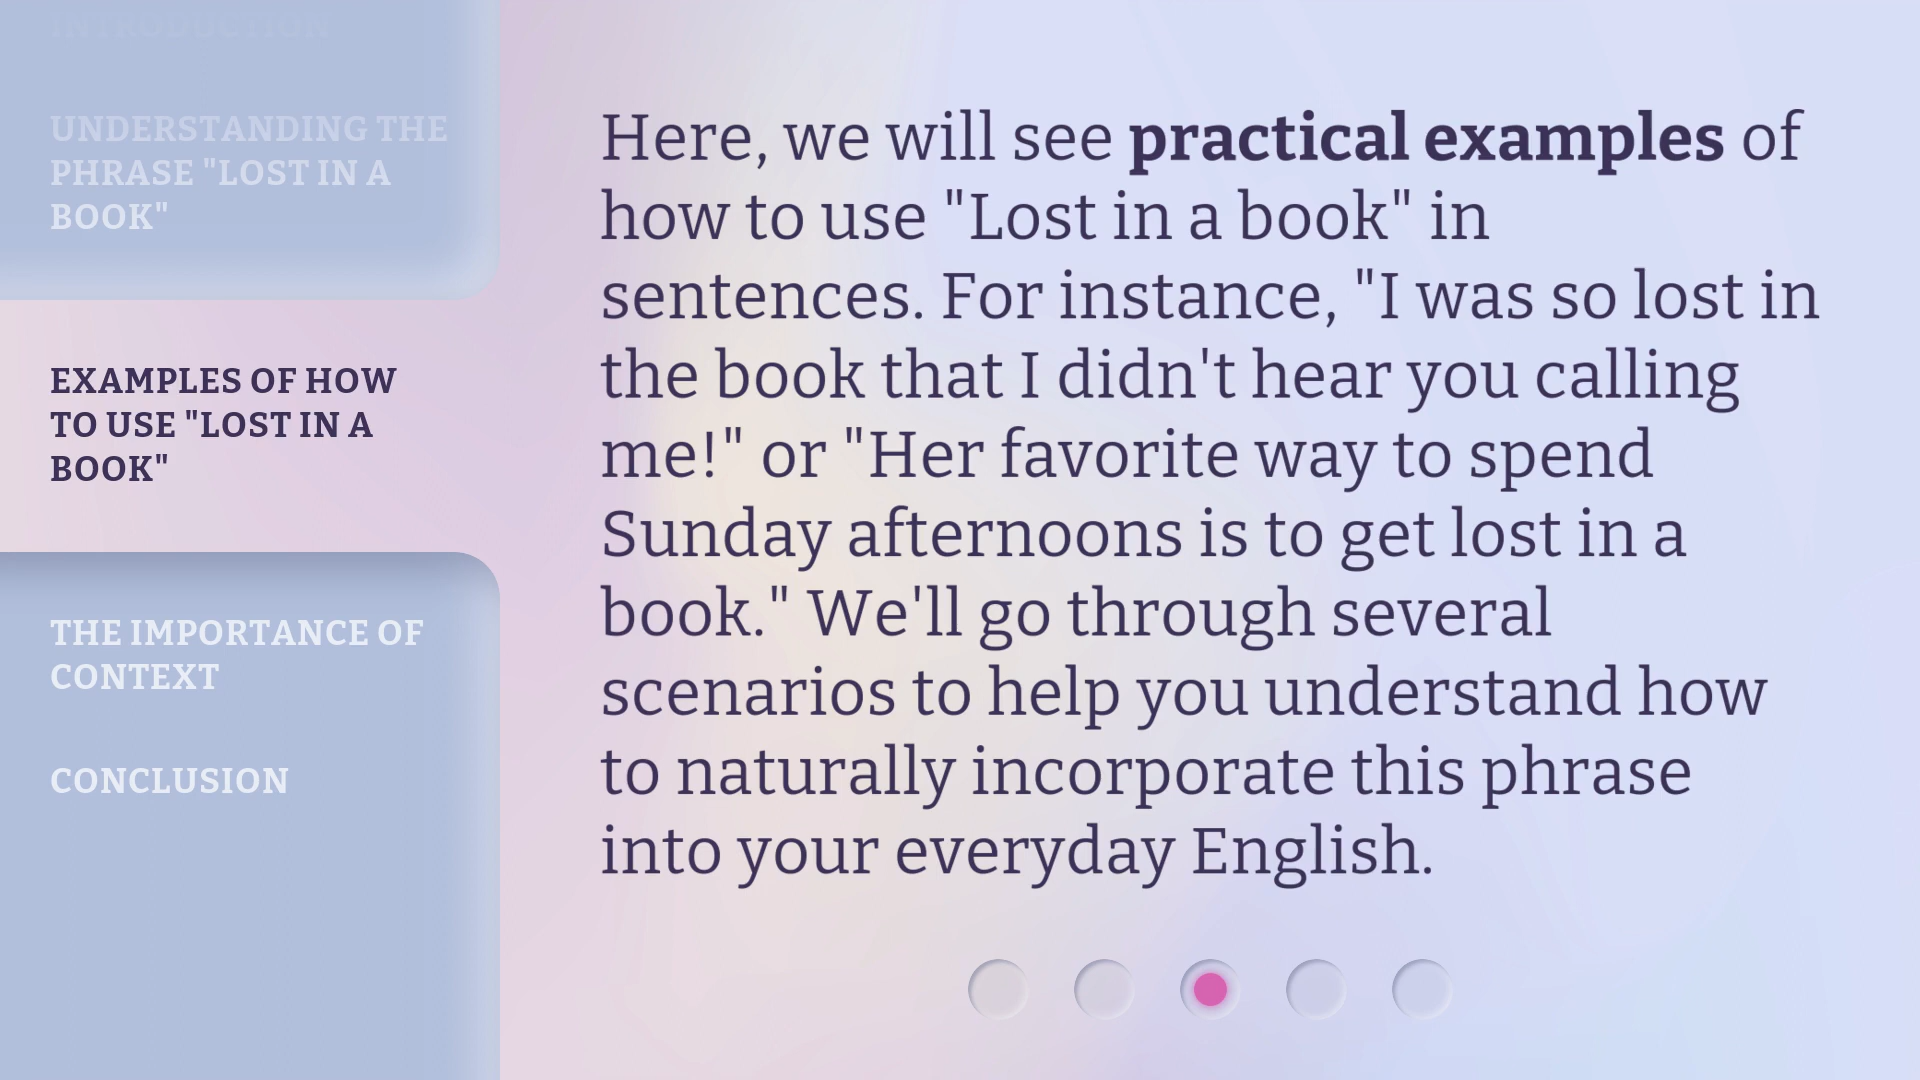 INTRODUCTION
UNDERSTANDING THE
PHRASE "LOST IN A
BOOK"
EXAMPLES OF HOW
TO USE "LOST IN A
BOOK"
THE IMPORTANCE OF
CONTEXT
CONCLUSION
Here, we will see practical examples of
how to use "Lost in a book" in
sentences. For instance, "I was so lost in
the book that I didn't hear you calling
me!" or "Her favorite way to spend
Sunday afternoons is to get lost in a
book." We'll go through several
scenarios to help you understand how
to naturally incorporate this phrase
into your everyday English.